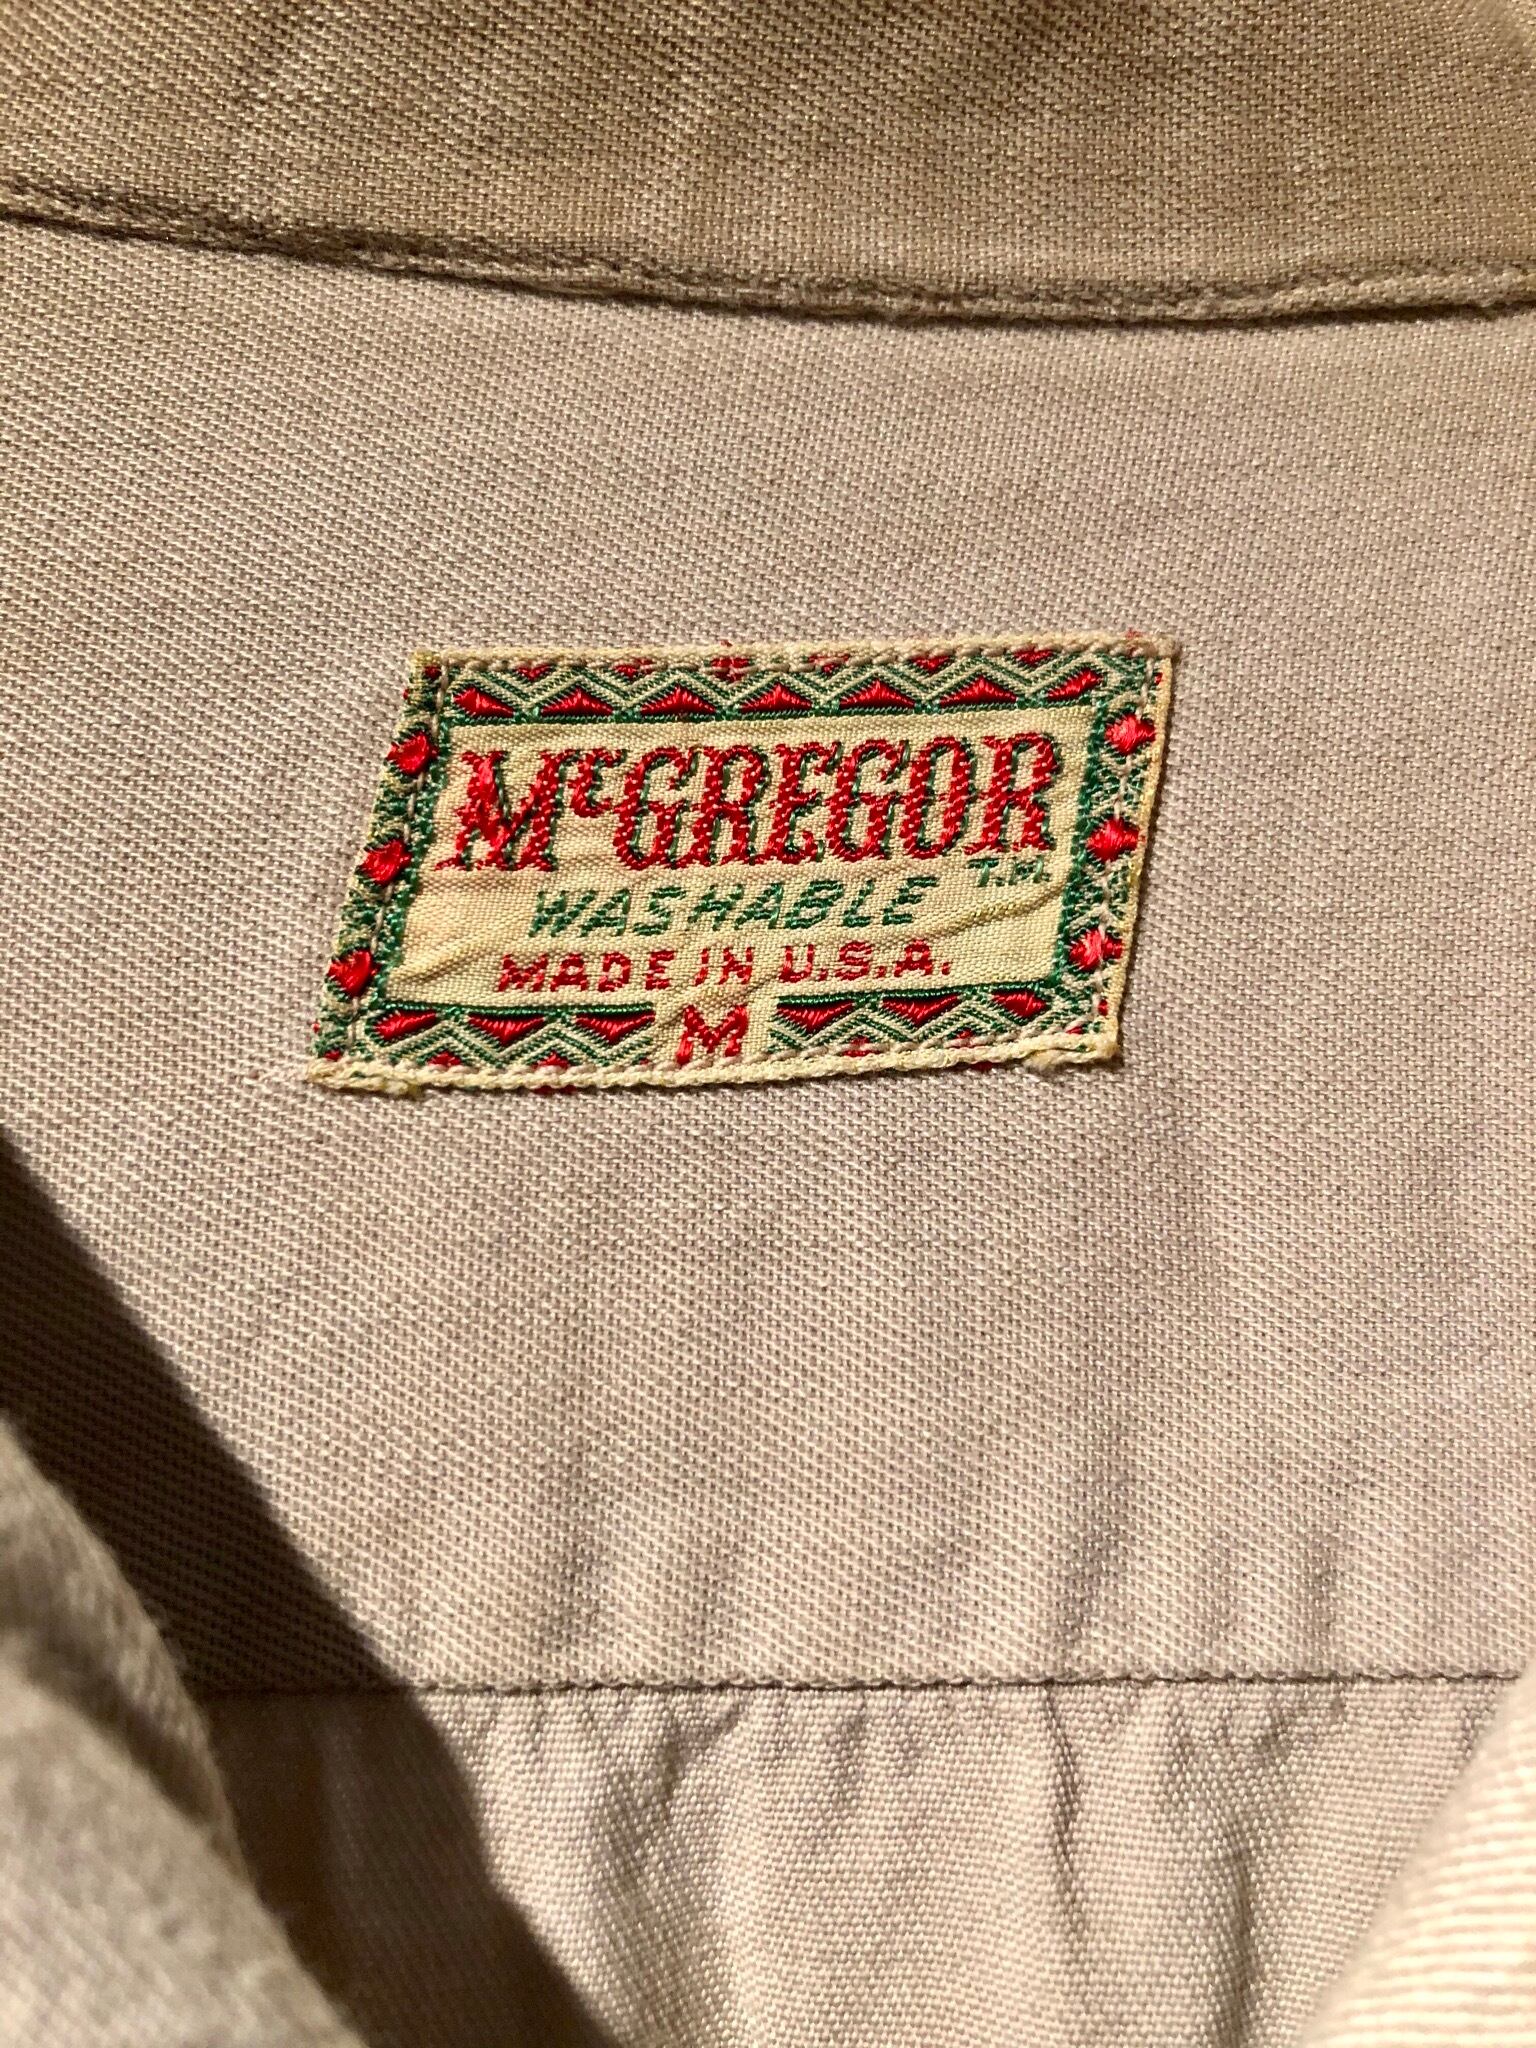 McGREGOR
T.M.
WASHABLE
MADE IN U.S.A.
M